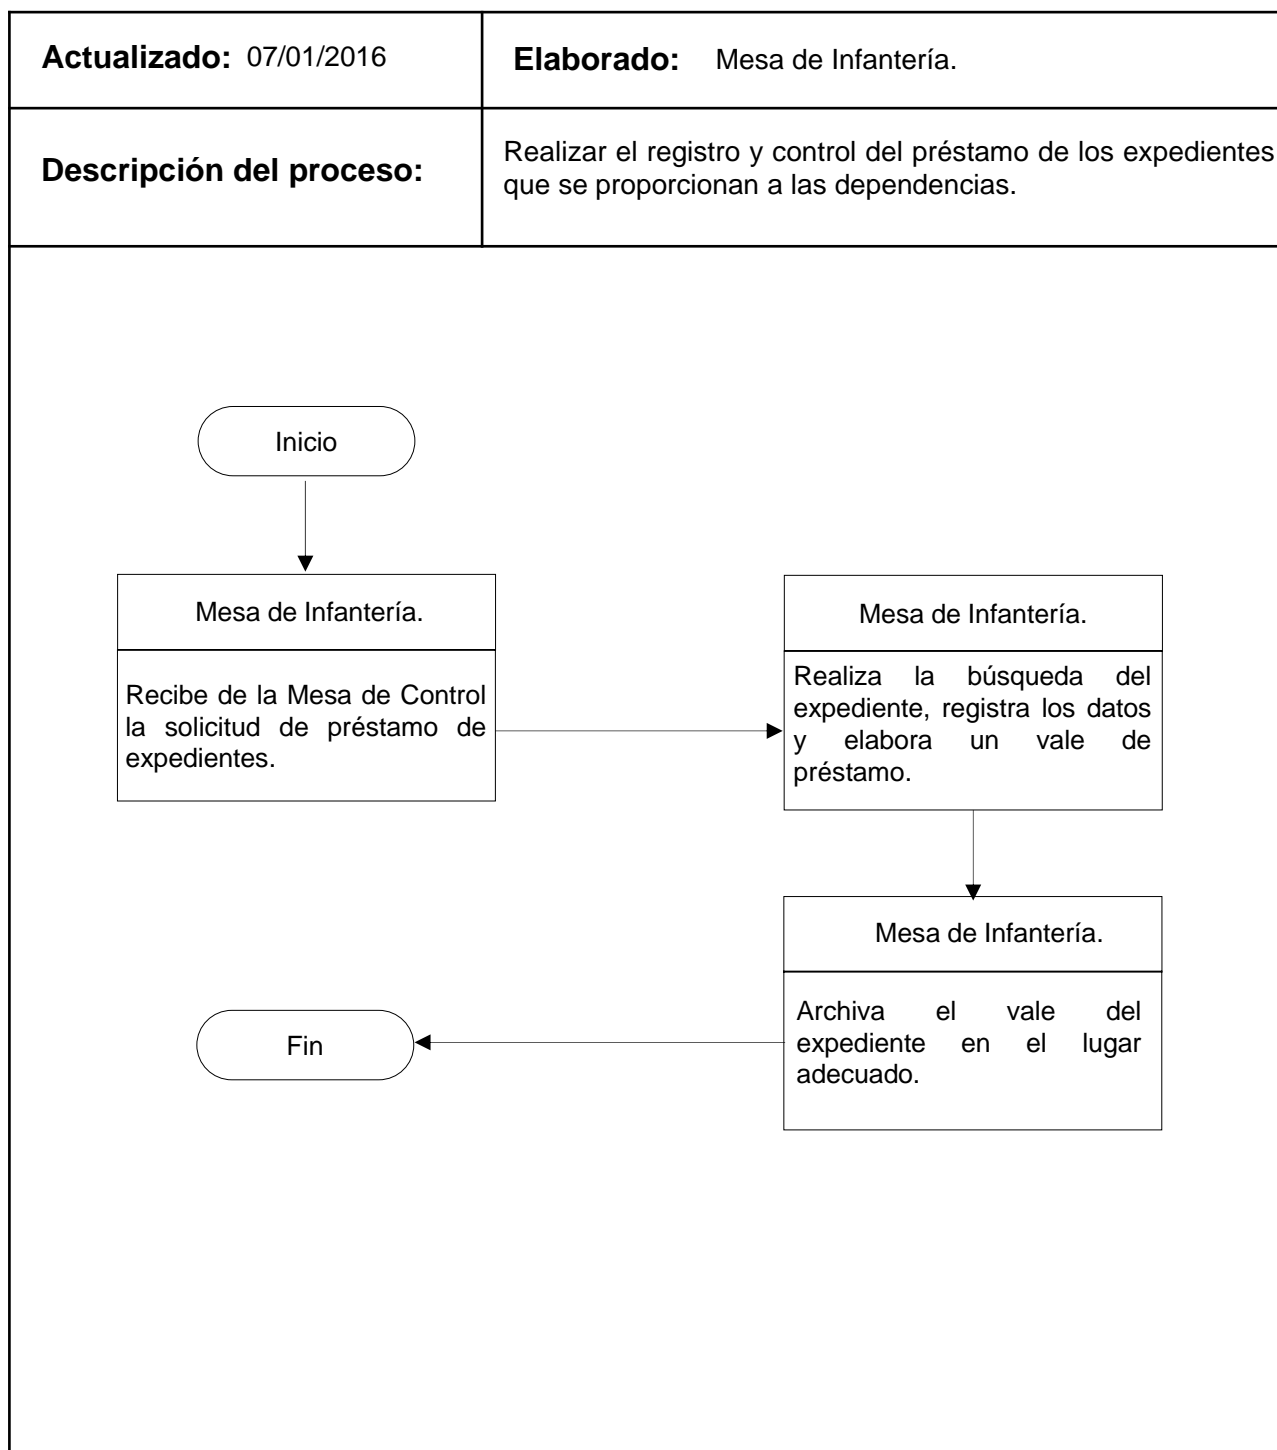 Actualizado: 07/01/2016
Elaborado: Mesa de Infantería.
Descripción del proceso:
Realizar el registro y control del préstamo de los expedientes
que se proporcionan a las dependencias.
Inicio
Mesa de Infantería.
Recibe de la Mesa de Control
la solicitud de préstamo de
expedientes.
Mesa de Infantería.
Realiza la búsqueda del
expediente, registra los datos
y elabora un vale de
préstamo.
Mesa de Infantería.
Archiva el vale del
expediente en el lugar
adecuado.
Fin